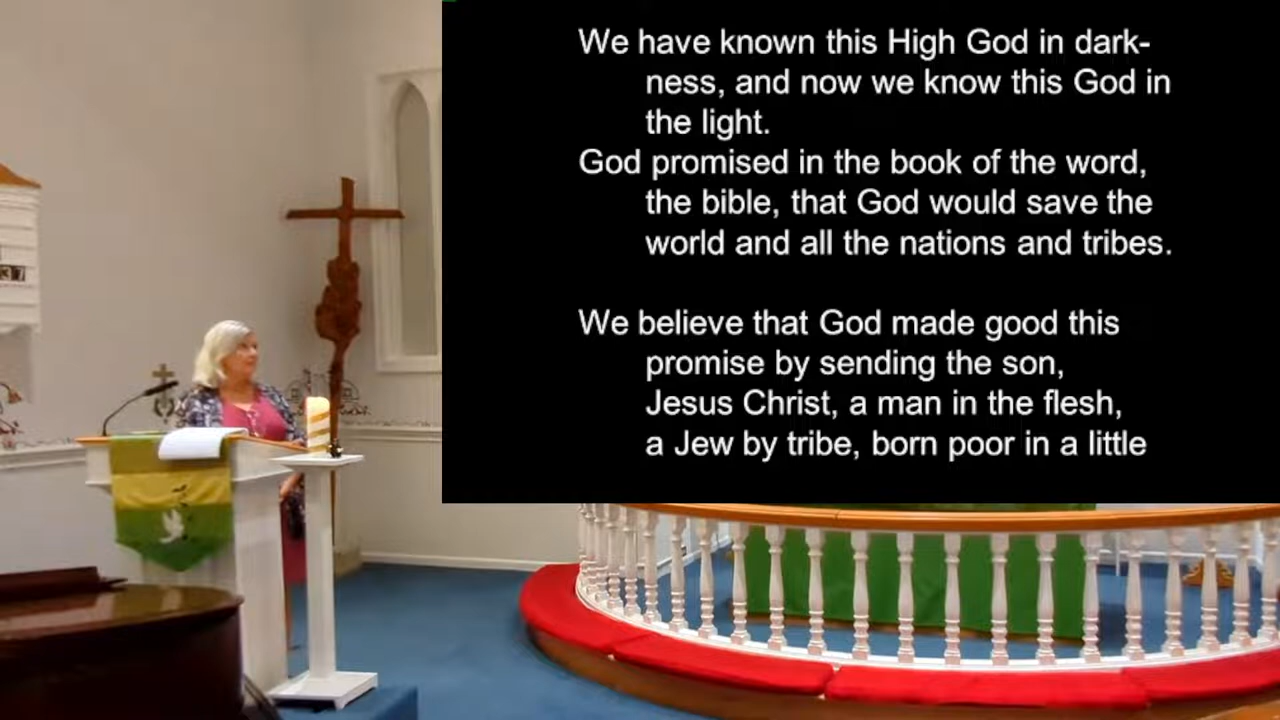 We have known this High God in dark-
ness, and now we know this God in
the light.
God promised in the book of the word,
the bible, that God would save the
world and all the nations and tribes.
We believe that God made good this
promise by sending the son,
Jesus Christ, a man in the flesh,
a Jew by tribe, born poor in a little
37